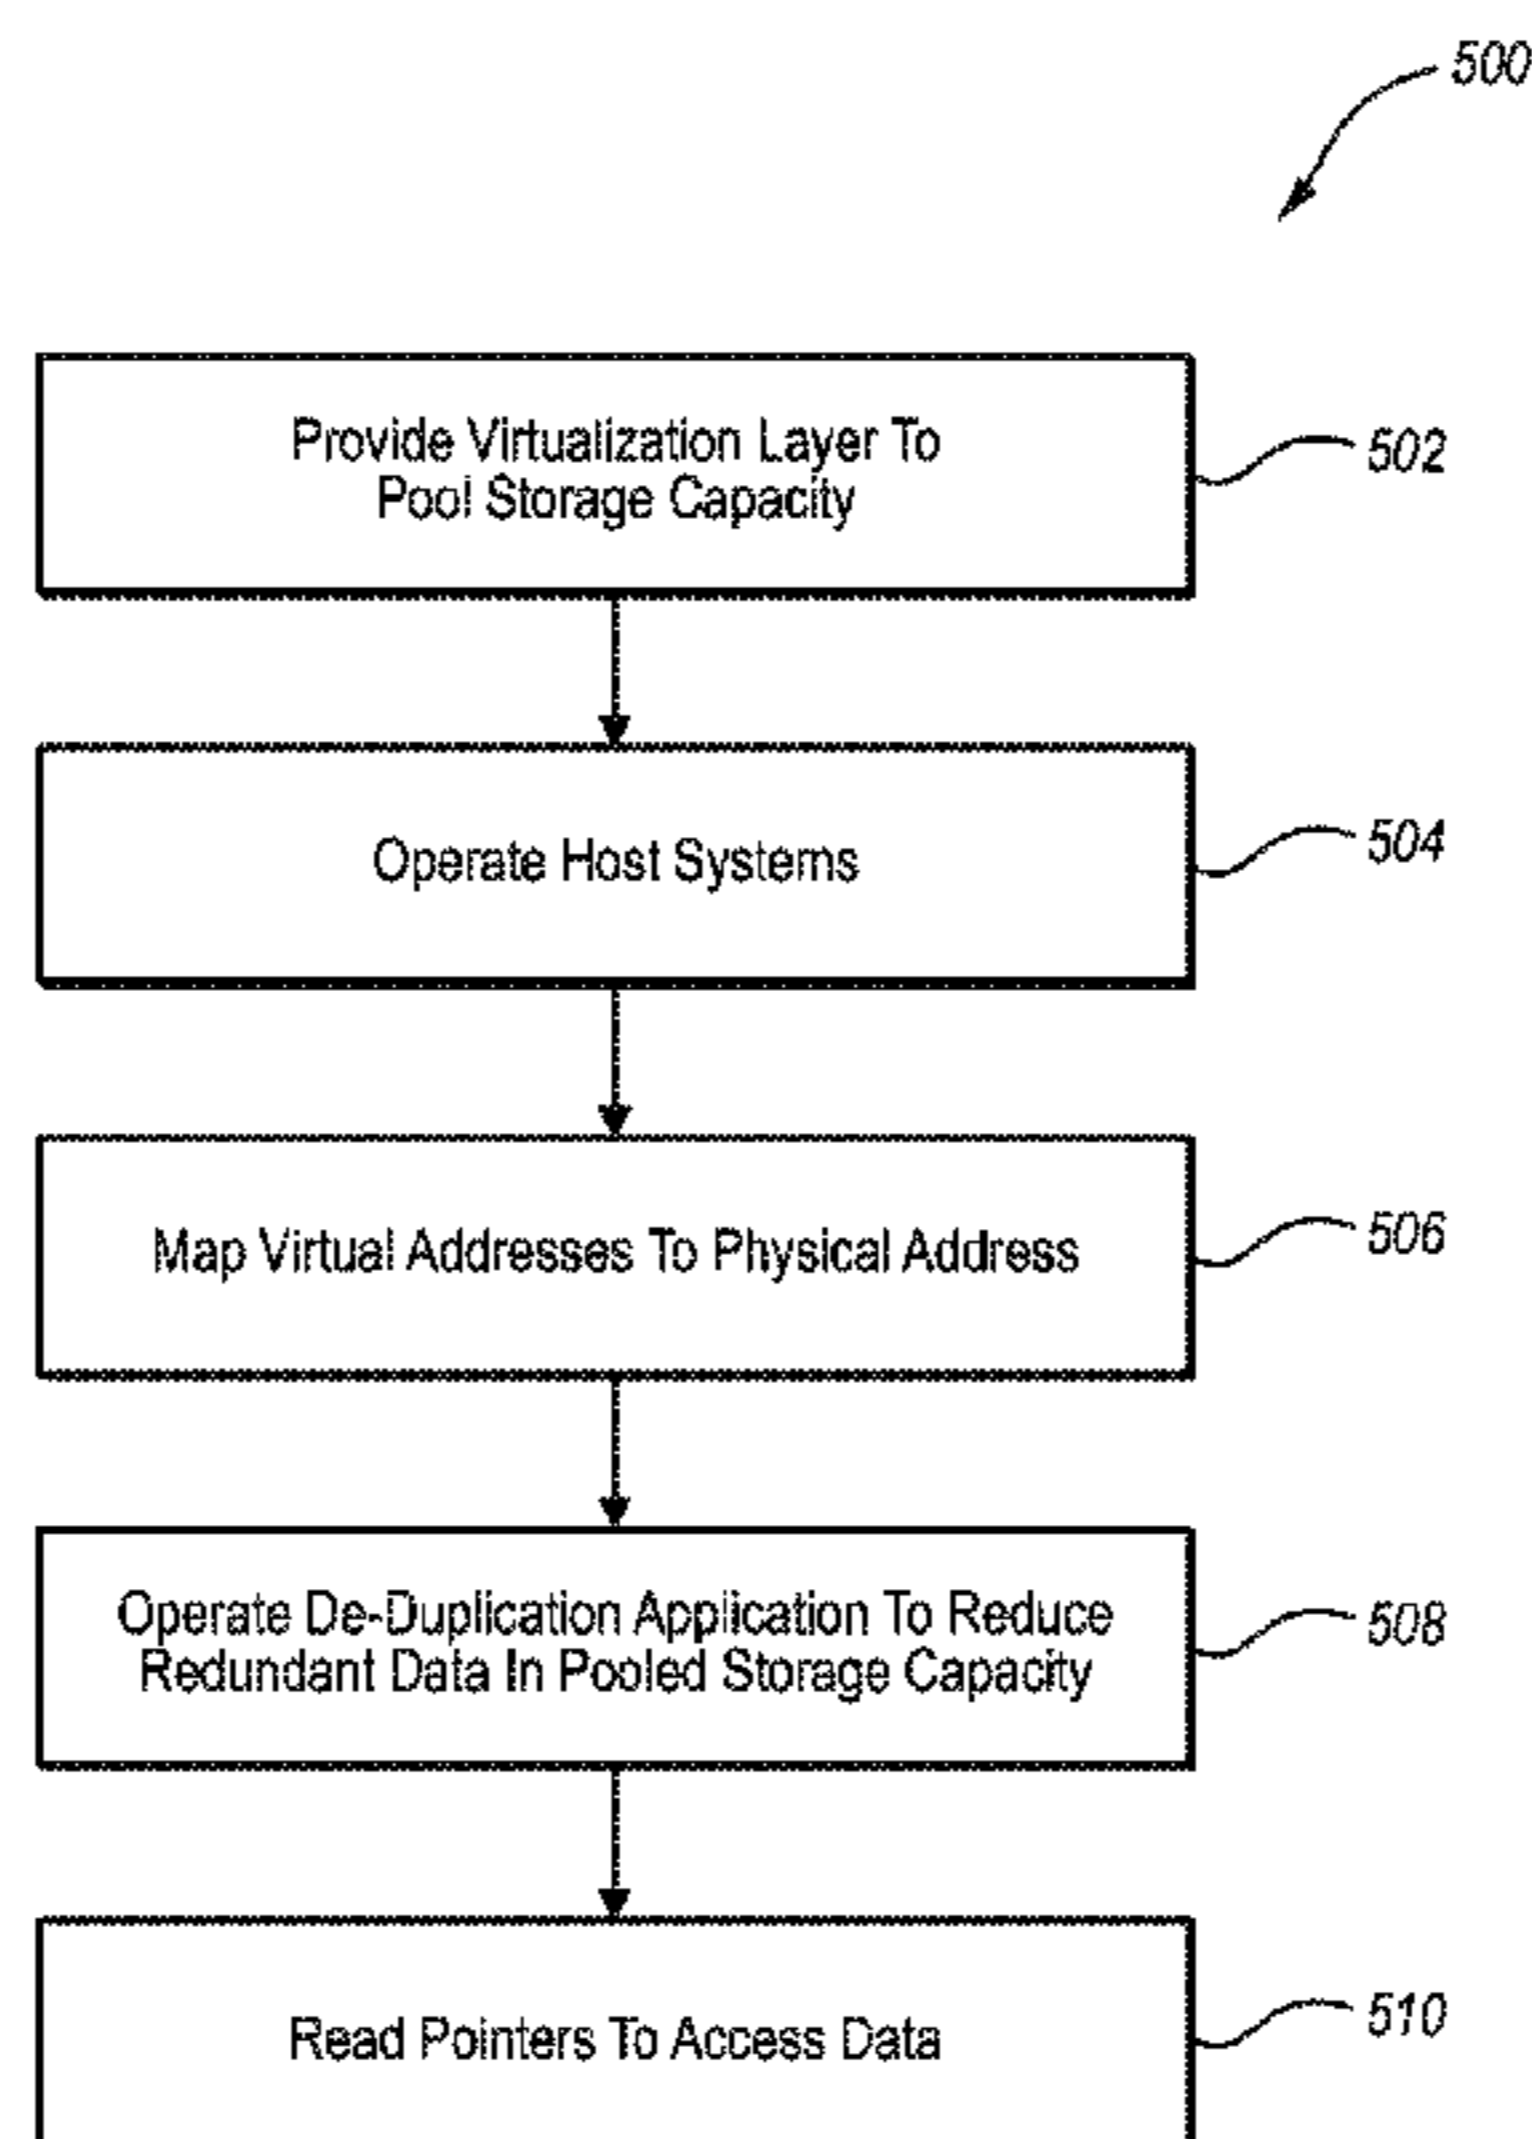 500
Provide Virtualization Layer To
Pool Storage Capacity
502
Operate Host Systems
504
Map Virtual Addresses To Physical Address
506
Operate De-Duplication Application To Reduce
Redundant Data In Pooled Storage Capacity
508
Read Pointers To Access Data
510